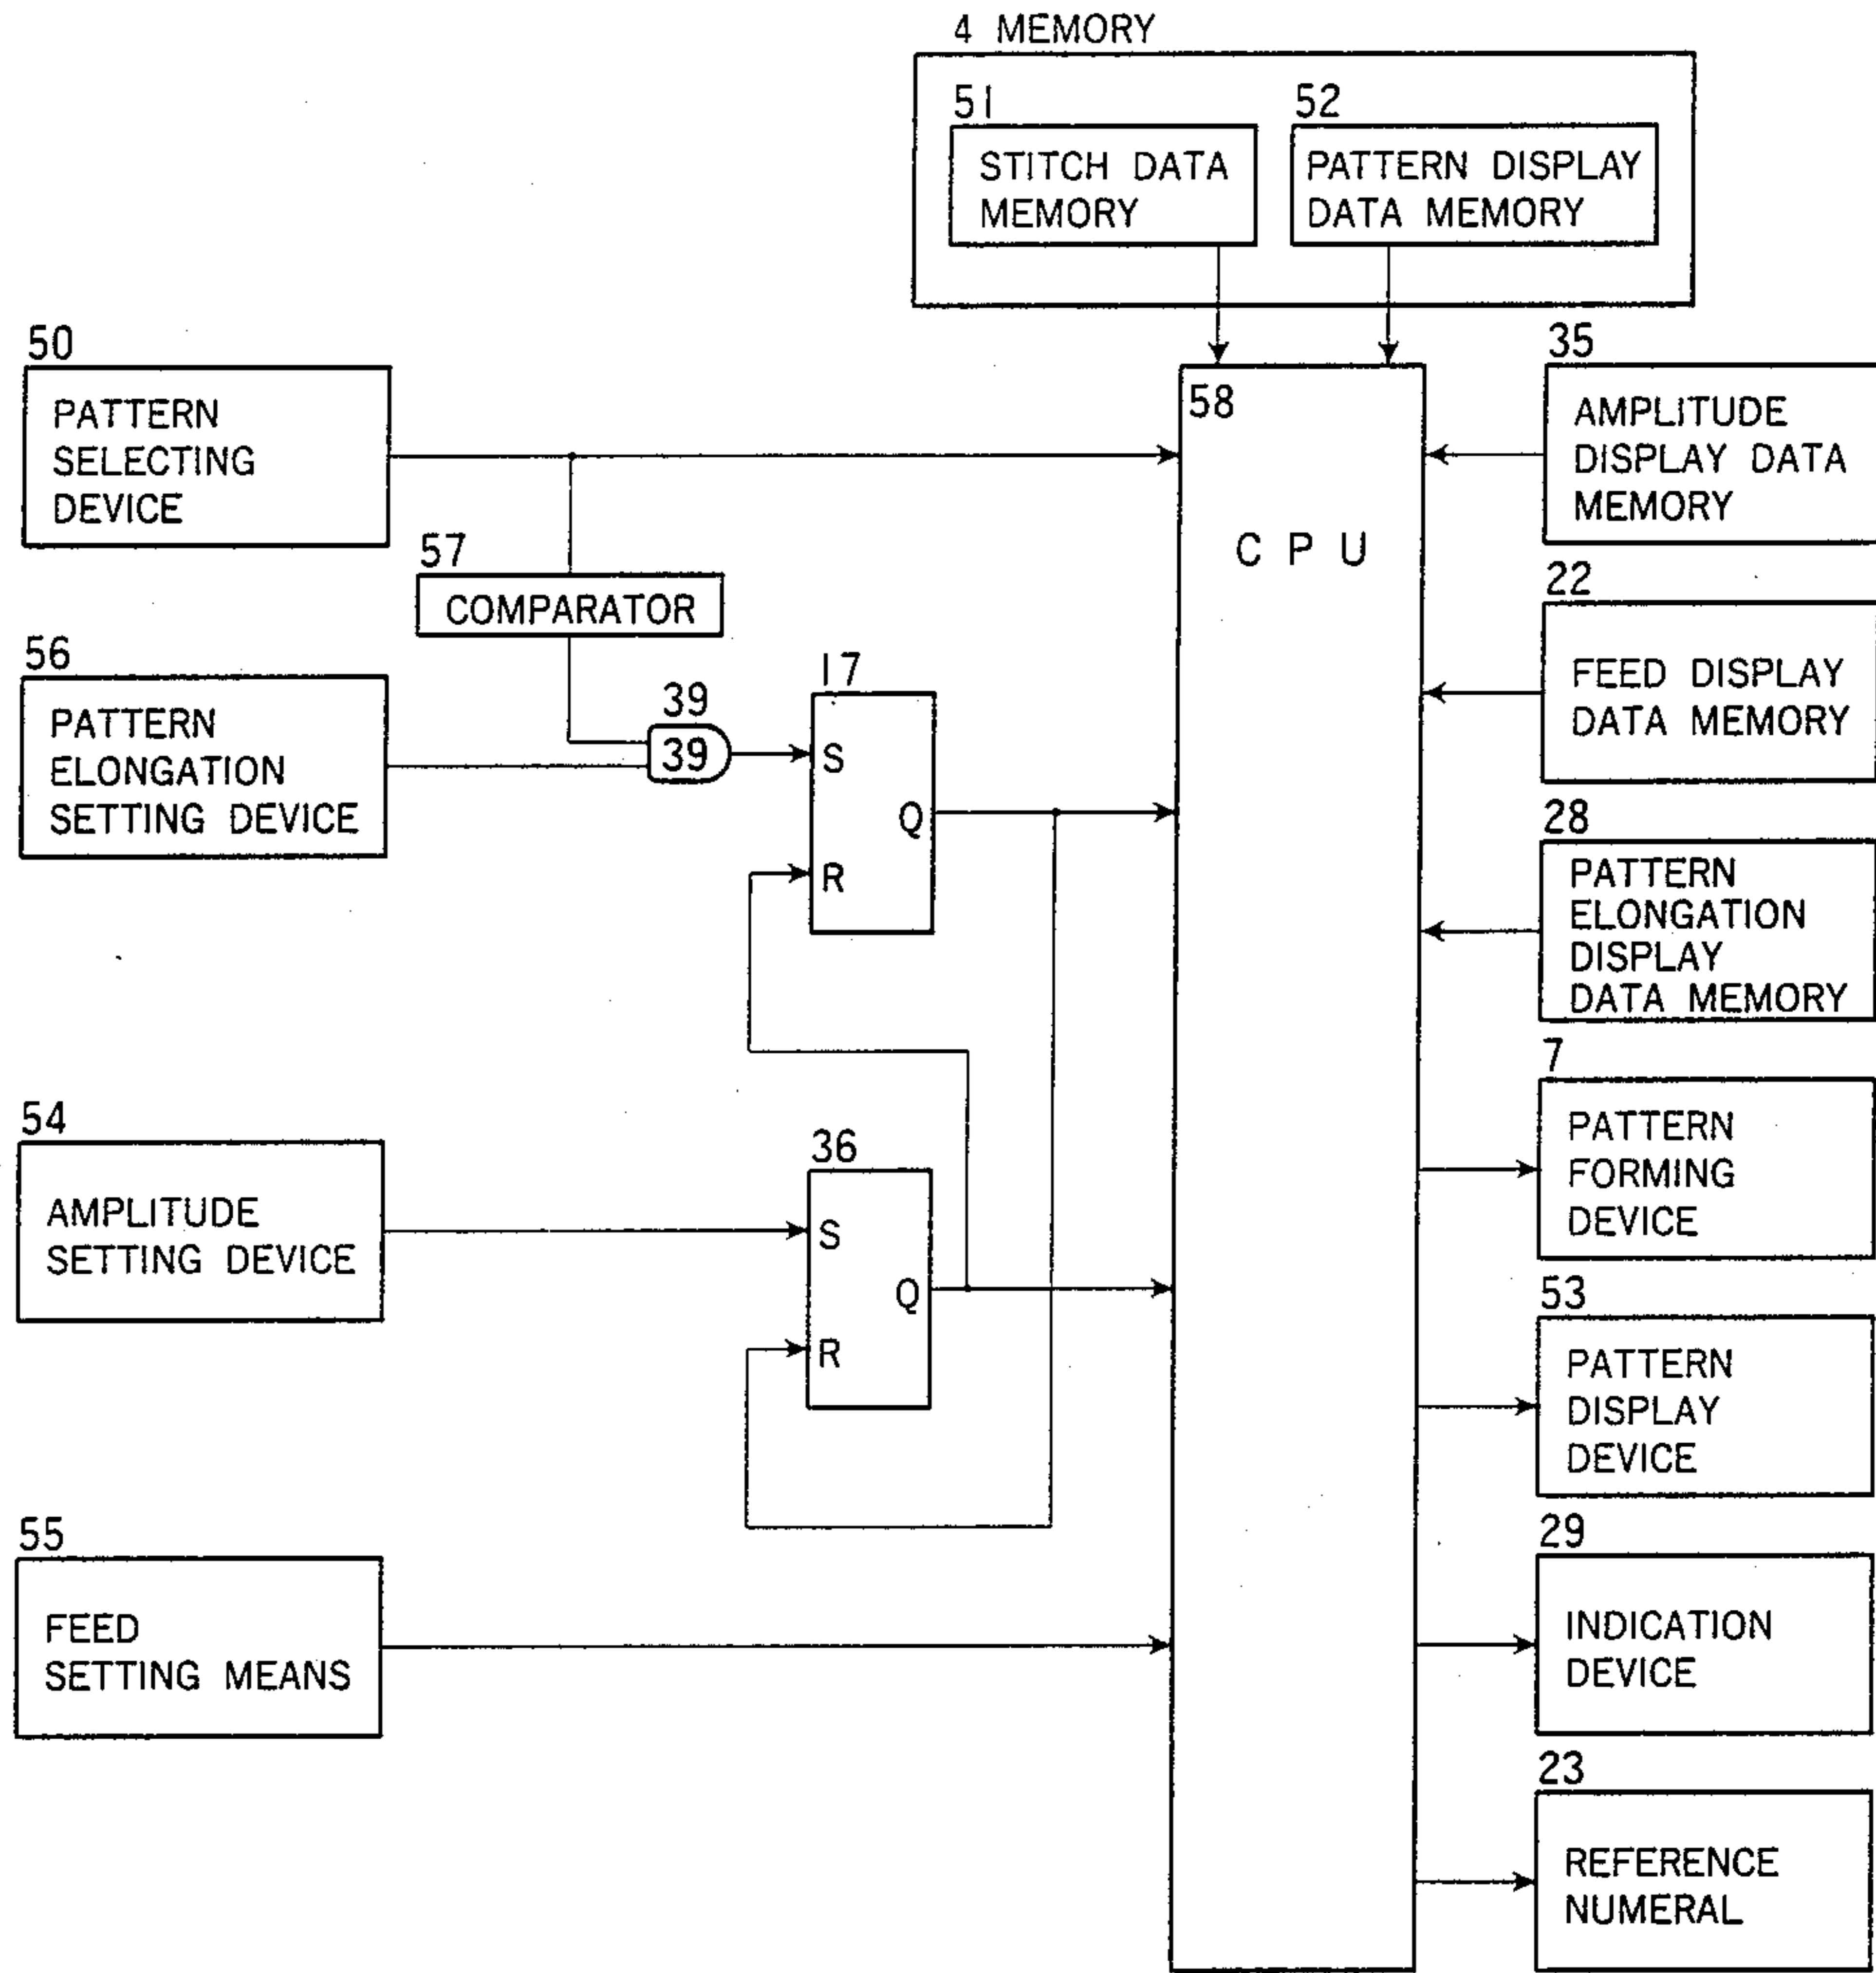 4 MEMORY
51
STITCH DATA
MEMORY
52
PATTERN DISPLAY
DATA MEMORY
50
PATTERN
SELECTING
DEVICE
57
COMPARATOR
56
PATTERN
ELONGATION
SETTING DEVICE
39
39
17
S
Q
R
54
AMPLITUDE
SETTING DEVICE
36
S
Q
R
55
FEED
SETTING MEANS
58
CPU
35
AMPLITUDE
DISPLAY DATA
MEMORY
22
FEED DISPLAY
DATA MEMORY
28
PATTERN
ELONGATION
DISPLAY
DATA MEMORY
7
PATTERN
FORMING
DEVICE
53
PATTERN
DISPLAY
DEVICE
29
INDICATION
DEVICE
23
REFERENCE
NUMERAL